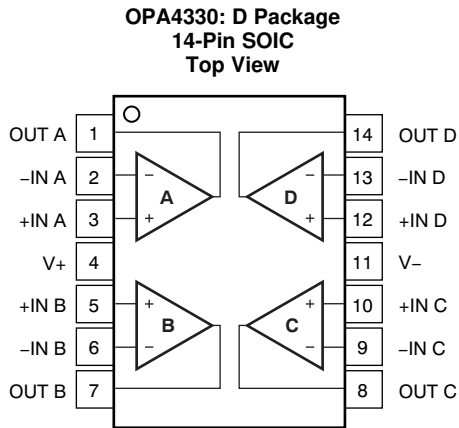 OPA4330: D Package
14-Pin SOIC
Top View
OUT A 1 14 OUT D
−IN A 2 − − 13 −IN D
A D
+IN A 3 + + 12 +IN D
V+ 4 11 V−
+IN B 5 + + 10 +IN C
B C
−IN B 6 − − 9 −IN C
OUT B 7 8 OUT C